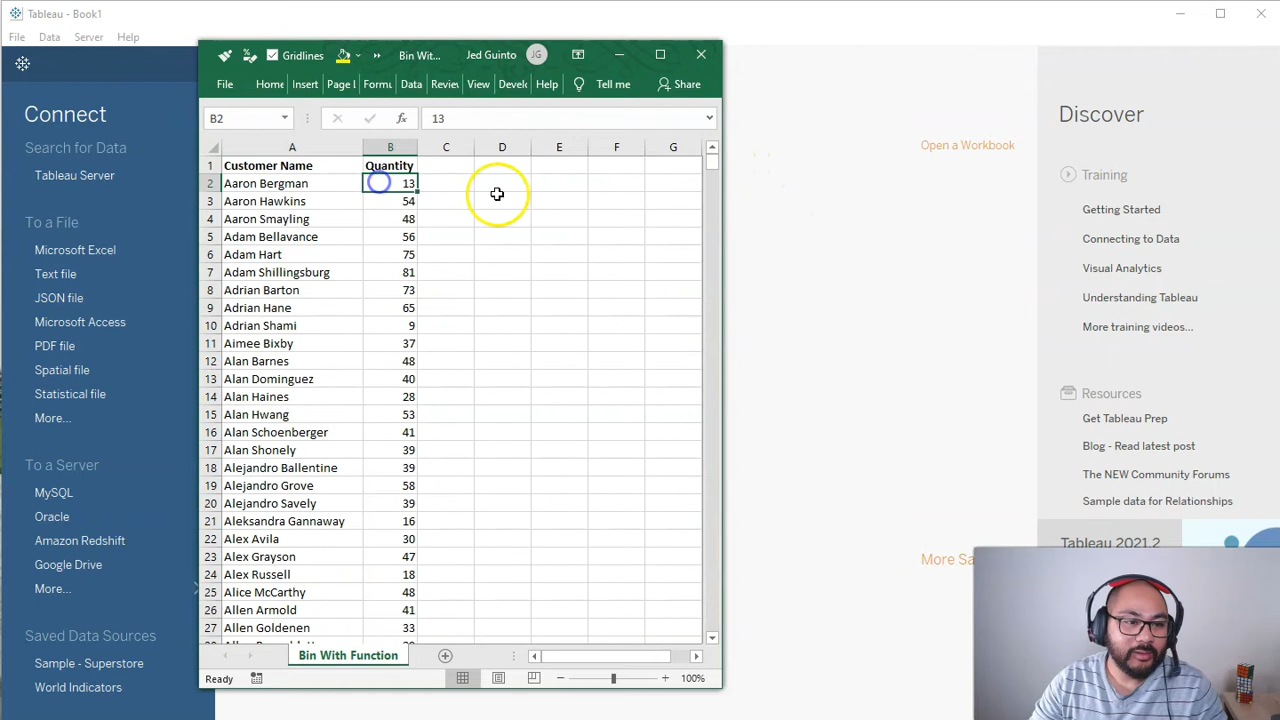 Tableau - Book1
File Data Server Help
Connect
Search for Data
Tableau Server
To a File
Microsoft Excel
Text file
JSON file
Microsoft Access
PDF file
Spatial file
Statistical file
More...
To a Server
MySQL
Oracle
Amazon Redshift
Google Drive
More...
Saved Data Sources
Sample - Superstore
World Indicators
Gridlines Bin Wit... Jed Guinto JG
File Home Insert Page l Formu Data Review View Develo Help Tell me Share
B2 fx 13
A B C D E F G
1 Customer Name Quantity
2 Aaron Bergman 13
3 Aaron Hawkins 54
4 Aaron Smayling 48
5 Adam Bellavance 56
6 Adam Hart 75
7 Adam Shillingsburg 81
8 Adrian Barton 73
9 Adrian Hane 65
10 Adrian Shami 9
11 Aimee Bixby 37
12 Alan Barnes 48
13 Alan Dominguez 40
14 Alan Haines 28
15 Alan Hwang 53
16 Alan Schoenberger 41
17 Alan Shonely 39
18 Alejandro Ballentine 39
19 Alejandro Grove 58
20 Alejandro Savely 39
21 Aleksandra Gannaway 16
22 Alex Avila 30
23 Alex Grayson 47
24 Alex Russell 18
25 Alice McCarthy 48
26 Allen Armold 41
27 Allen Goldenen 33
Bin With Function
Ready 100%
Open a Workbook
More Sa
Discover
Training
Getting Started
Connecting to Data
Visual Analytics
Understanding Tableau
More training videos...
Resources
Get Tableau Prep
Blog - Read latest post
The NEW Community Forums
Sample data for Relationships
Tableau 2021.2